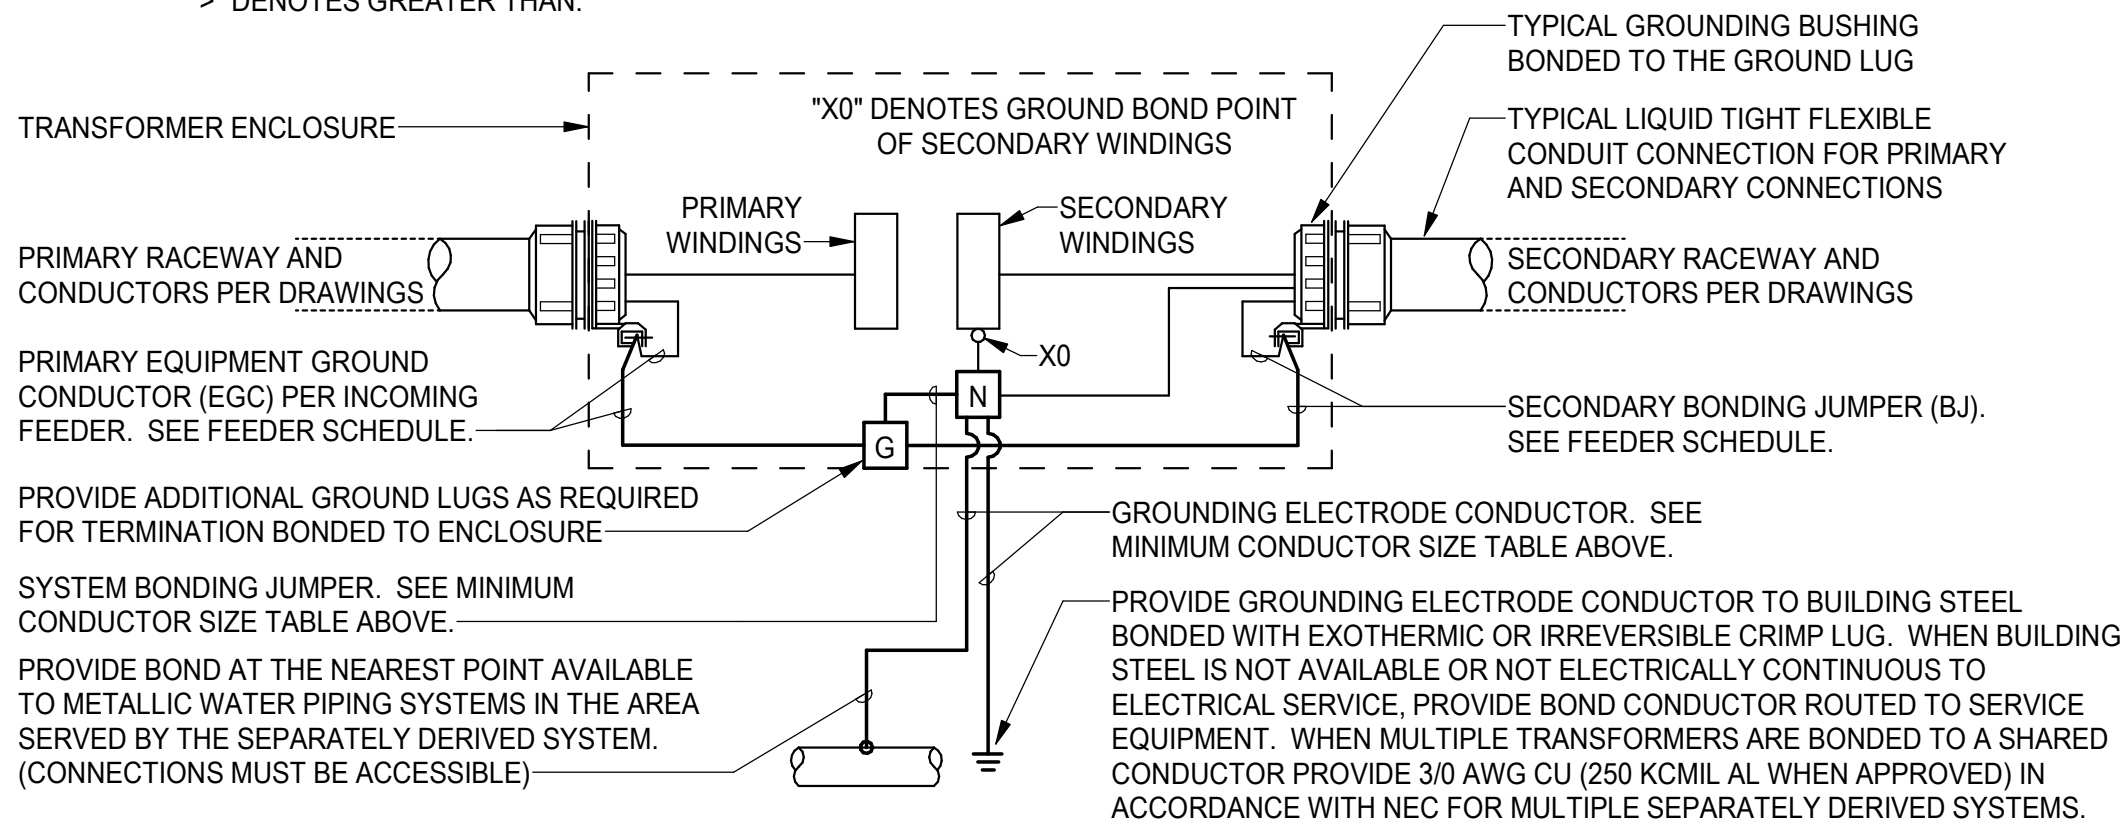 > DENOTES GREATER THAN.
TYPICAL GROUNDING BUSHING
BONDED TO THE GROUND LUG
"X0" DENOTES GROUND BOND POINT
OF SECONDARY WINDINGS
TRANSFORMER ENCLOSURE
TYPICAL LIQUID TIGHT FLEXIBLE
CONDUIT CONNECTION FOR PRIMARY
AND SECONDARY CONNECTIONS
PRIMARY
WINDINGS
SECONDARY
WINDINGS
PRIMARY RACEWAY AND
CONDUCTORS PER DRAWINGS
SECONDARY RACEWAY AND
CONDUCTORS PER DRAWINGS
X0
PRIMARY EQUIPMENT GROUND
CONDUCTOR (EGC) PER INCOMING
FEEDER. SEE FEEDER SCHEDULE.
N
G
SECONDARY BONDING JUMPER (BJ).
SEE FEEDER SCHEDULE.
PROVIDE ADDITIONAL GROUND LUGS AS REQUIRED
FOR TERMINATION BONDED TO ENCLOSURE
GROUNDING ELECTRODE CONDUCTOR. SEE
MINIMUM CONDUCTOR SIZE TABLE ABOVE.
SYSTEM BONDING JUMPER. SEE MINIMUM
CONDUCTOR SIZE TABLE ABOVE.
PROVIDE BOND AT THE NEAREST POINT AVAILABLE
TO METALLIC WATER PIPING SYSTEMS IN THE AREA
SERVED BY THE SEPARATELY DERIVED SYSTEM.
(CONNECTIONS MUST BE ACCESSIBLE)
PROVIDE GROUNDING ELECTRODE CONDUCTOR TO BUILDING STEEL
BONDED WITH EXOTHERMIC OR IRREVERSIBLE CRIMP LUG. WHEN BUILDING
STEEL IS NOT AVAILABLE OR NOT ELECTRICALLY CONTINUOUS TO
ELECTRICAL SERVICE, PROVIDE BOND CONDUCTOR ROUTED TO SERVICE
EQUIPMENT. WHEN MULTIPLE TRANSFORMERS ARE BONDED TO A SHARED
CONDUCTOR PROVIDE 3/0 AWG CU (250 KCMIL AL WHEN APPROVED) IN
ACCORDANCE WITH NEC FOR MULTIPLE SEPARATELY DERIVED SYSTEMS.